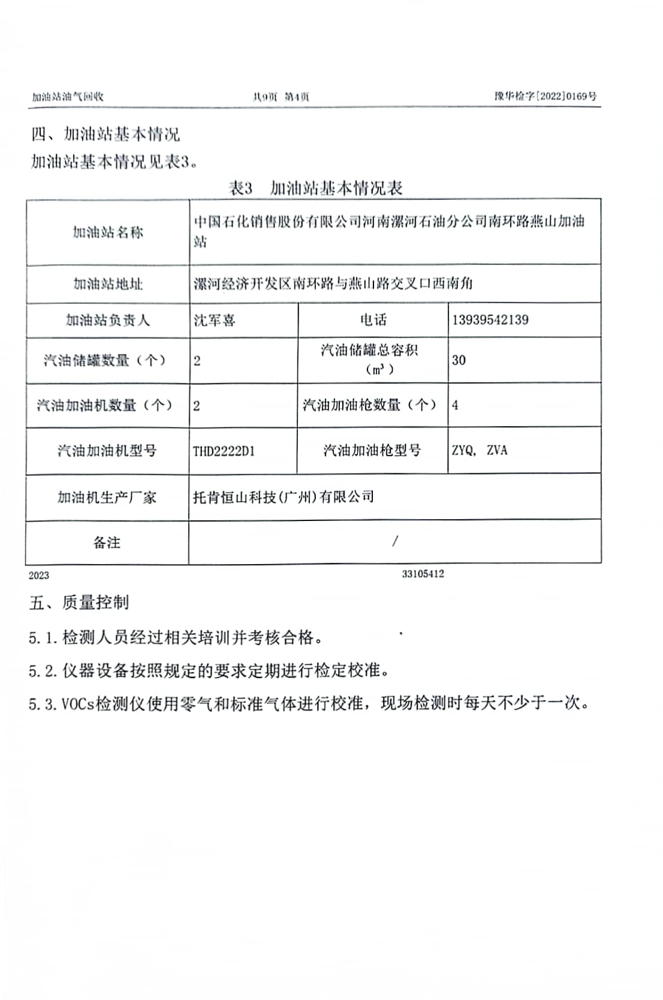 加油站油气回收 共9页 第4页 豫华检字[2022]0169号
四、加油站基本情况
加油站基本情况见表3。
表3 加油站基本情况表
加油站名称 中国石化销售股份有限公司河南漯河石油分公司南环路燕山加油
站
加油站地址 漯河经济开发区南环路与燕山路交叉口西南角
加油站负责人 沈军喜 电话 13939542139
汽油储罐数量（个） 2 汽油储罐总容积
（m³） 30
汽油加油机数量（个） 2 汽油加油枪数量（个） 4
汽油加油机型号 THD2222D1 汽油加油枪型号 ZYQ, ZVA
加油机生产厂家 托肯恒山科技(广州)有限公司
备注 /
2023 33105412
五、质量控制
5.1.检测人员经过相关培训并考核合格。
5.2.仪器设备按照规定的要求定期进行检定校准。
5.3.VOCs检测仪使用零气和标准气体进行校准，现场检测时每天不少于一次。